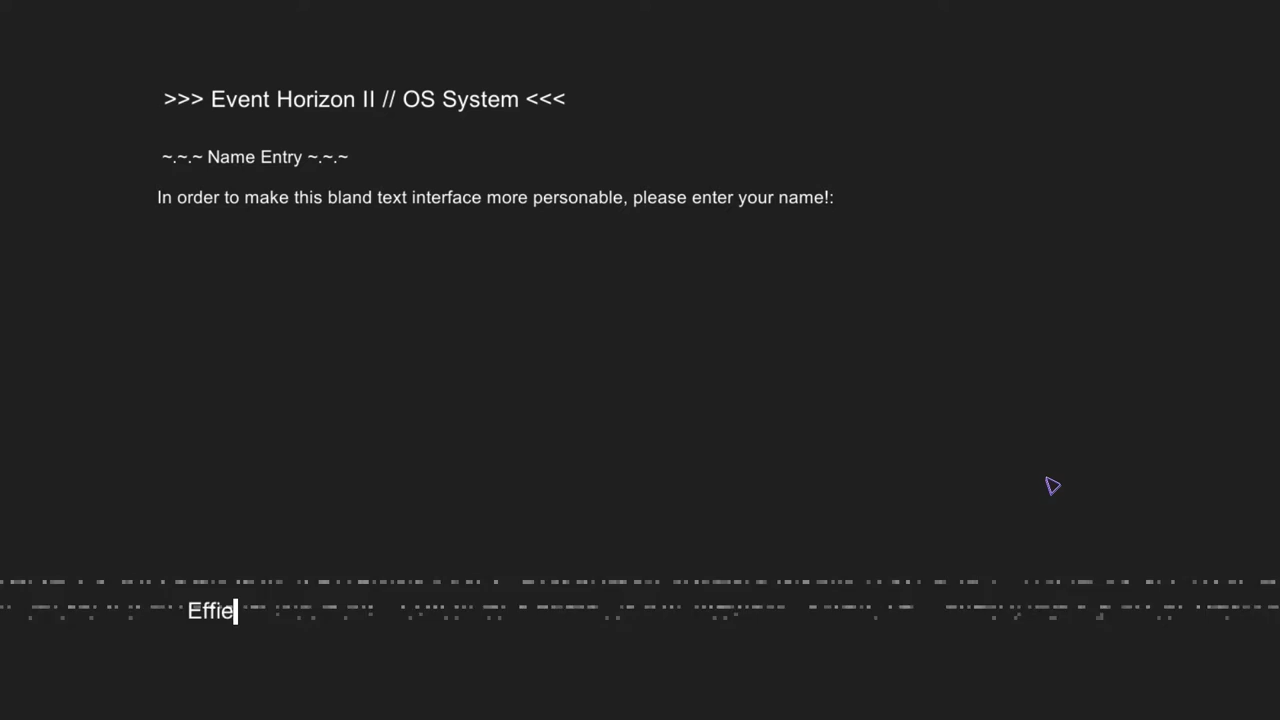 >>> Event Horizon II // OS System <<<
~.~.~ Name Entry ~.~.~
In order to make this bland text interface more personable, please enter your name!:
Effie